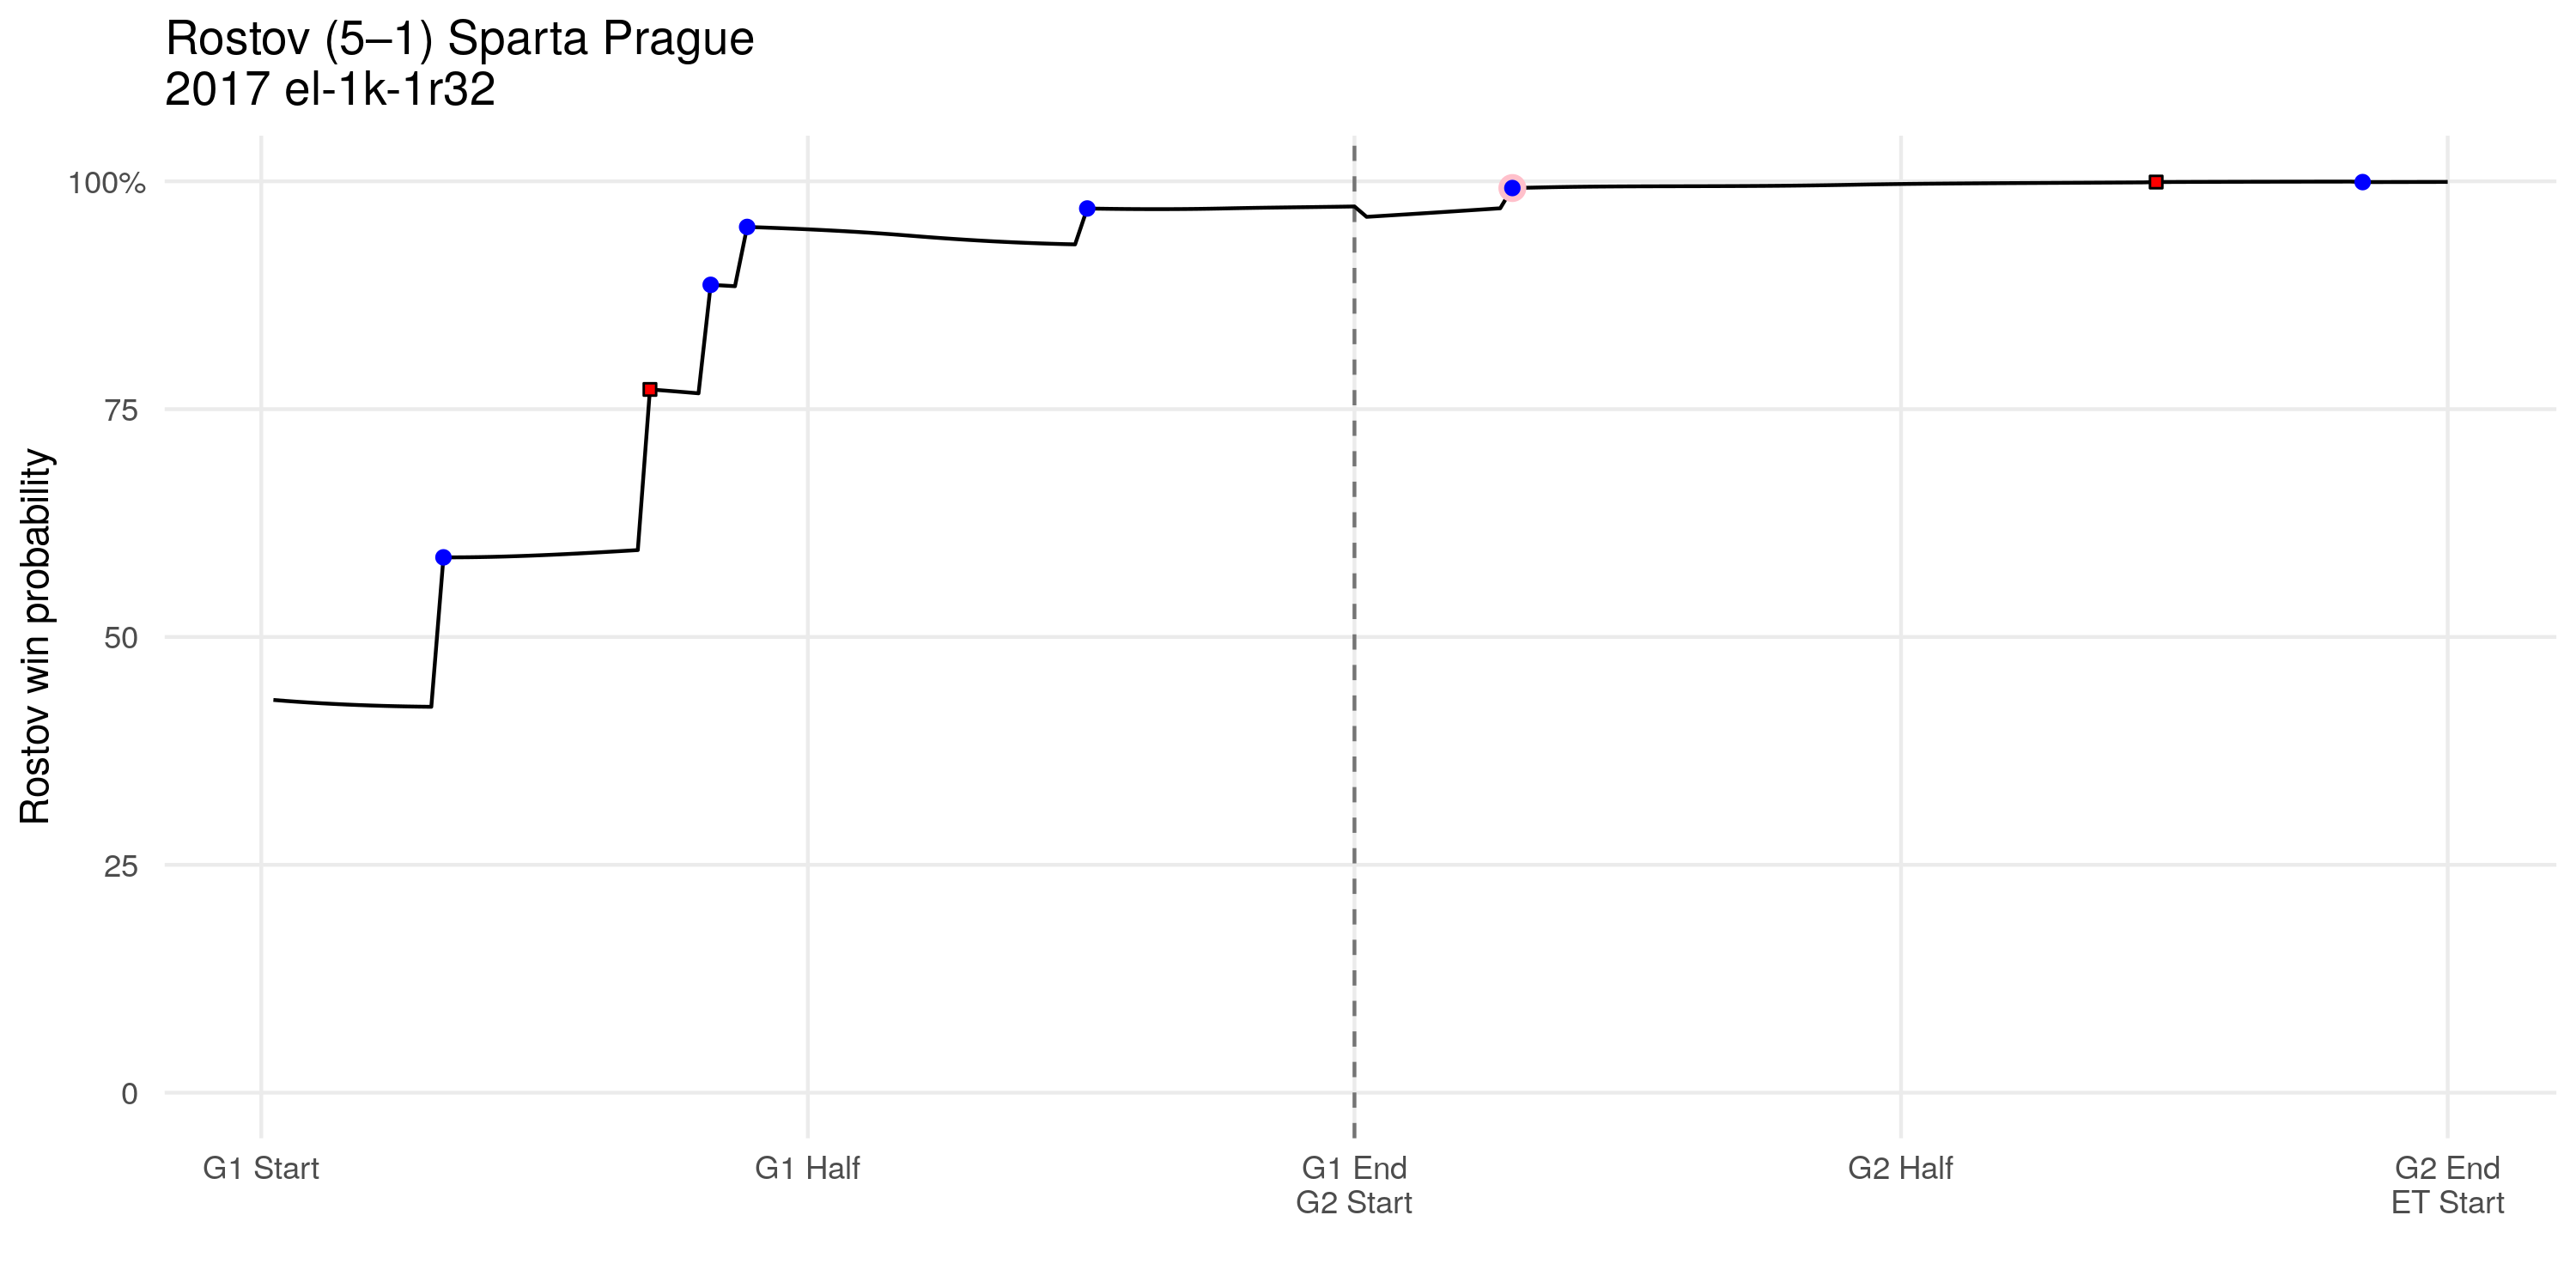 Rostov (5–1) Sparta Prague
2017 el-1k-1r32
Rostov win probability
100%
75
50
25
0
G1 Start
G1 Half
G1 End
G2 Start
G2 Half
G2 End
ET Start